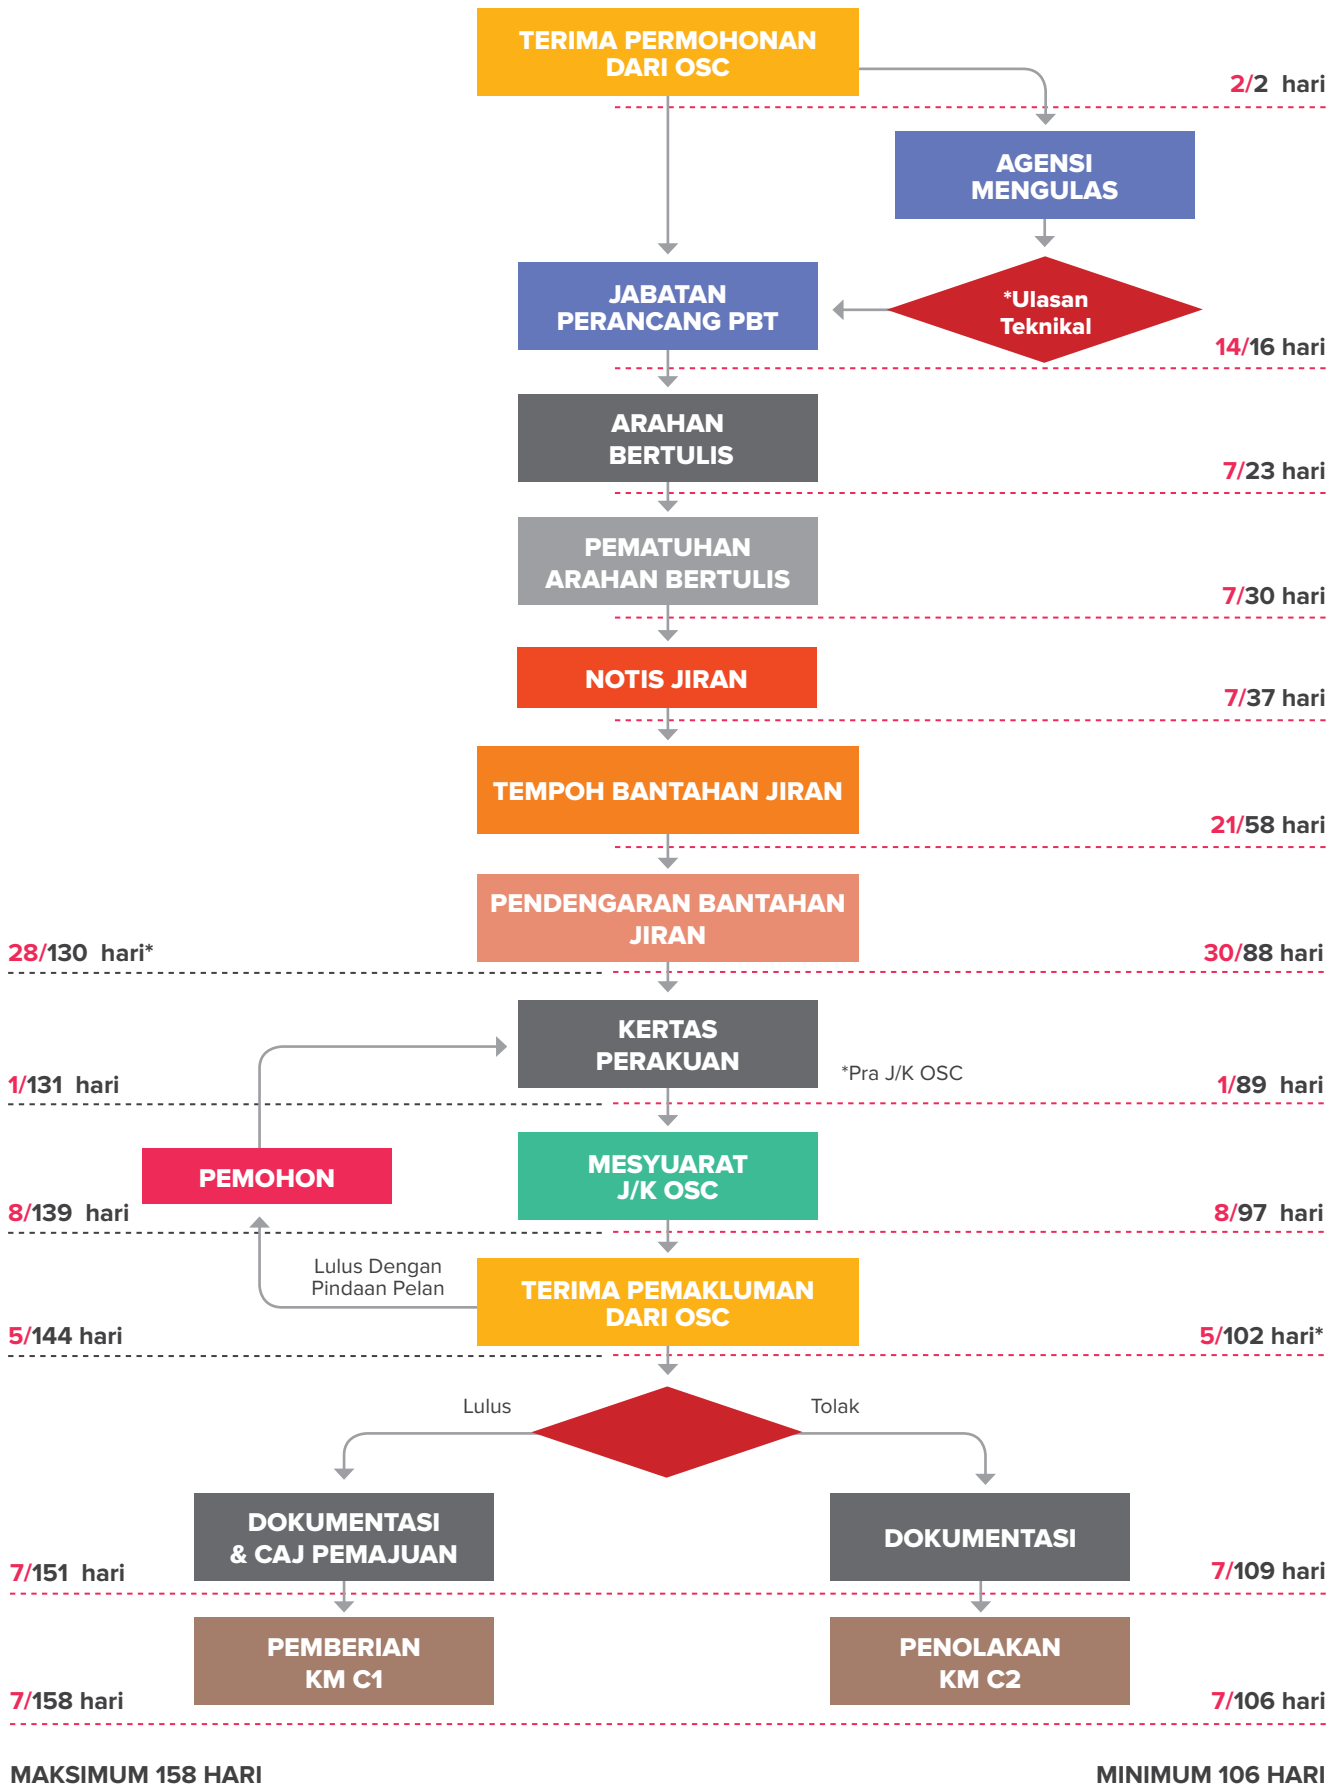 TERIMA PERMOHONAN
DARI OSC
2/2 hari
AGENSI
MENGULAS
JABATAN
PERANCANG PBT
*Ulasan
Teknikal
14/16 hari
ARAHAN
BERTULIS
7/23 hari
PEMATUHAN
ARAHAN BERTULIS
7/30 hari
NOTIS JIRAN
7/37 hari
TEMPOH BANTAHAN JIRAN
21/58 hari
PENDENGARAN BANTAHAN
JIRAN
28/130 hari*
30/88 hari
KERTAS
PERAKUAN
*Pra J/K OSC
1/131 hari
1/89 hari
PEMOHON
MESYUARAT
J/K OSC
8/139 hari
8/97 hari
Lulus Dengan
Pindaan Pelan
TERIMA PEMAKLUMAN
DARI OSC
5/144 hari
5/102 hari*
Lulus
Tolak
DOKUMENTASI
& CAJ PEMAJUAN
DOKUMENTASI
7/151 hari
7/109 hari
PEMBERIAN
KM C1
PENOLAKAN
KM C2
7/158 hari
7/106 hari
MAKSIMUM 158 HARI
MINIMUM 106 HARI